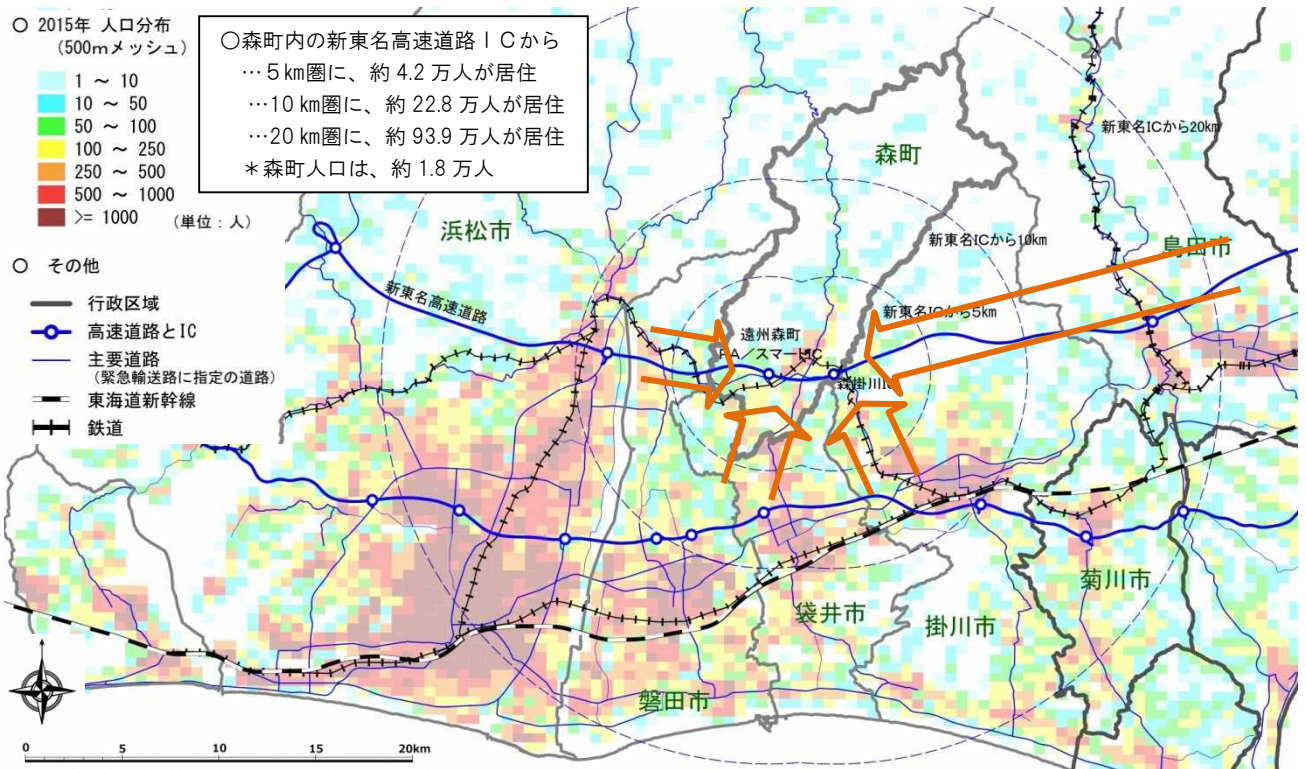 ○ 2015年 人口分布
(500mメッシュ)
1 ～ 10
10 ～ 50
50 ～ 100
100 ～ 250
250 ～ 500
500 ～ 1000
>= 1000
(単位：人)
○ その他
行政区域
高速道路とIC
主要道路
(緊急輸送路に指定の道路)
東海道新幹線
鉄道
○森町内の新東名高速道路ＩＣから
…５km圏に、約 4.2 万人が居住
…10 km圏に、約 22.8 万人が居住
…20 km圏に、約 93.9 万人が居住
＊森町人口は、約 1.8 万人
森町
新東名ICから20km
浜松市
新東名ICから10km
島田市
新東名高速道路
新東名ICから5km
遠州森町
PA／スマートIC
森掛川IC
菊川市
袋井市
掛川市
磐田市
0 5 10 15 20km